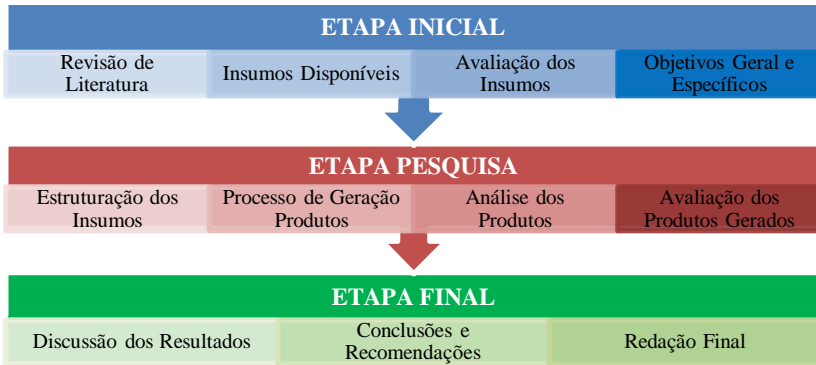 ETAPA INICIAL
Revisão de
Literatura
Insumos Disponíveis
Avaliação dos
Insumos
Objetivos Geral e
Específicos
ETAPA PESQUISA
Estruturação dos
Insumos
Processo de Geração
Produtos
Análise dos
Produtos
Avaliação dos
Produtos Gerados
ETAPA FINAL
Discussão dos Resultados
Conclusões e
Recomendações
Redação Final